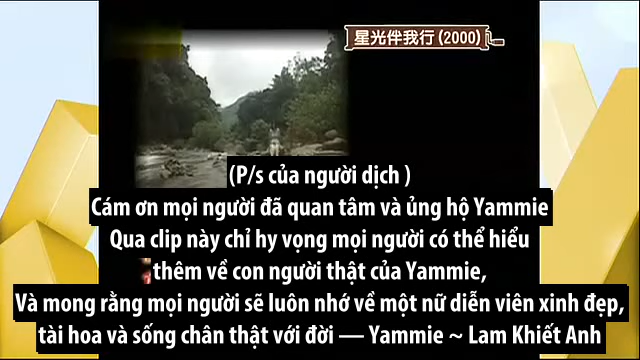 星光伴我行(2000)
(P/s của người dịch )
Cám ơn mọi người đã quan tâm và ủng hộ Yammie
Qua clip này chỉ hy vọng mọi người có thể hiểu
thêm về con người thật của Yammie,
Và mong rằng mọi người sẽ luôn nhớ về một nữ diễn viên xinh đẹp,
tài hoa và sống chân thật với đời — Yammie ~ Lam Khiết Anh